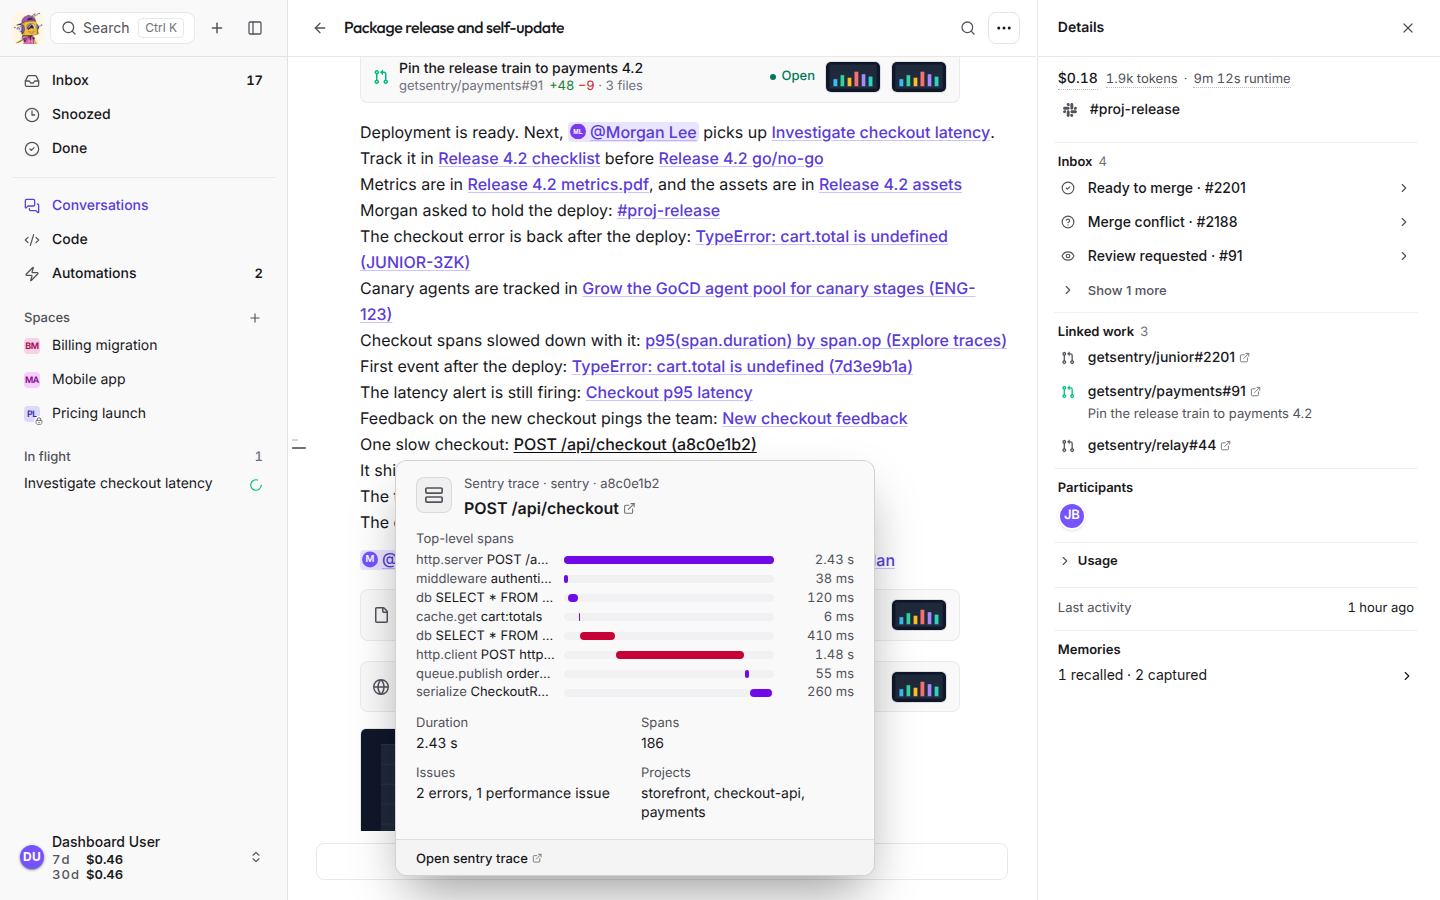 Search Ctrl K
Inbox 17
Snoozed
Done
Conversations
Code
Automations 2
Spaces
BM Billing migration
MA Mobile app
PL Pricing launch
In flight 1
Investigate checkout latency
DU Dashboard User
7d $0.46
30d $0.46
Package release and self-update
Pin the release train to payments 4.2
getsentry/payments#91 +48 −9 · 3 files
Open
Deployment is ready. Next, ML @Morgan Lee picks up Investigate checkout latency.
Track it in Release 4.2 checklist before Release 4.2 go/no-go
Metrics are in Release 4.2 metrics.pdf, and the assets are in Release 4.2 assets
Morgan asked to hold the deploy: #proj-release
The checkout error is back after the deploy: TypeError: cart.total is undefined
(JUNIOR-3ZK)
Canary agents are tracked in Grow the GoCD agent pool for canary stages (ENG-
123)
Checkout spans slowed down with it: p95(span.duration) by span.op (Explore traces)
First event after the deploy: TypeError: cart.total is undefined (7d3e9b1a)
The latency alert is still firing: Checkout p95 latency
Feedback on the new checkout pings the team: New checkout feedback
One slow checkout: POST /api/checkout (a8c0e1b2)
It shi
The
The
M @ lan
Sentry trace · sentry · a8c0e1b2
POST /api/checkout
Top-level spans
http.server POST /a... 2.43 s
middleware authenti... 38 ms
db SELECT * FROM ... 120 ms
cache.get cart:totals 6 ms
db SELECT * FROM ... 410 ms
http.client POST http... 1.48 s
queue.publish order... 55 ms
serialize CheckoutR... 260 ms
Duration Spans
2.43 s 186
Issues Projects
2 errors, 1 performance issue storefront, checkout-api,
payments
Open sentry trace
Details
$0.18 1.9k tokens · 9m 12s runtime
#proj-release
Inbox 4
Ready to merge · #2201
Merge conflict · #2188
Review requested · #91
Show 1 more
Linked work 3
getsentry/junior#2201
getsentry/payments#91
Pin the release train to payments 4.2
getsentry/relay#44
Participants
JB
Usage
Last activity 1 hour ago
Memories
1 recalled · 2 captured